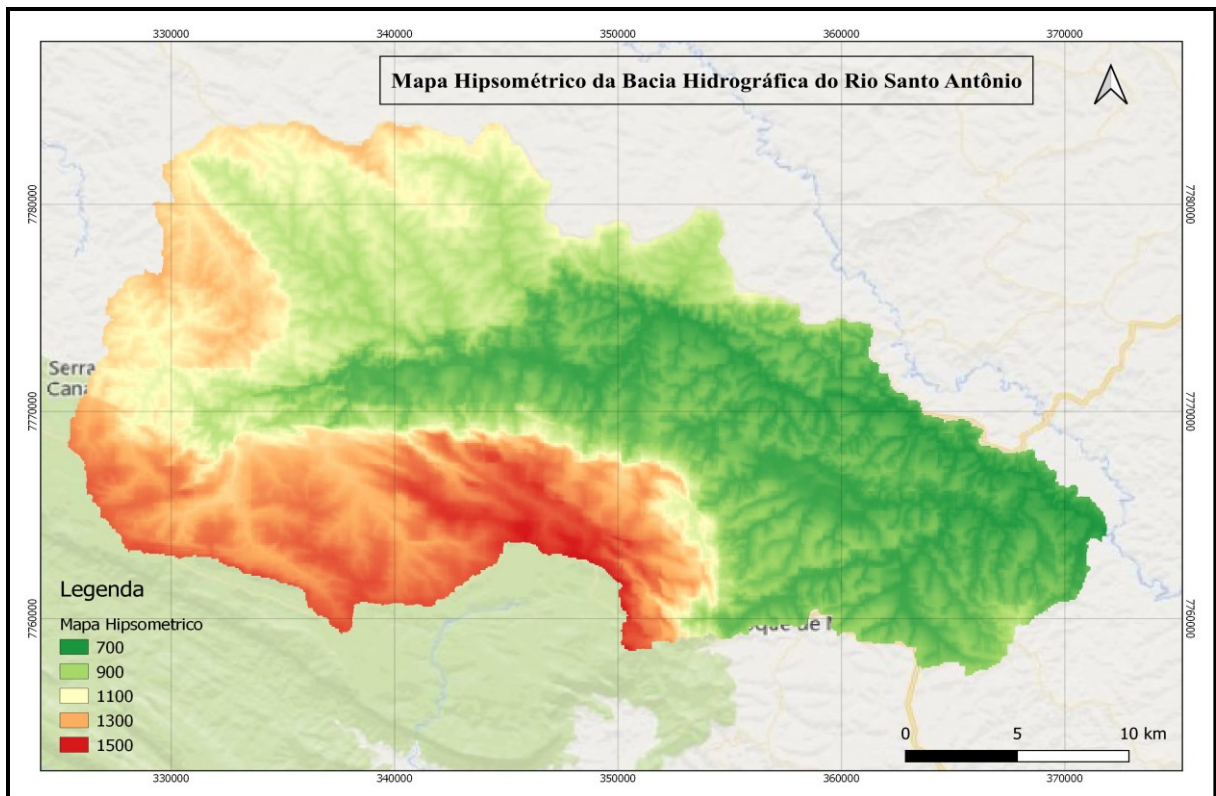 330000 340000 350000 360000 370000
Mapa Hipsométrico da Bacia Hidrográfica do Rio Santo Antônio
7780000 7780000
Serra
Cana
7770000 7770000
7760000 7760000
oque de M
Legenda
Mapa Hipsometrico
700
900
1100
1300
1500
0 5 10 km
330000 340000 350000 360000 370000